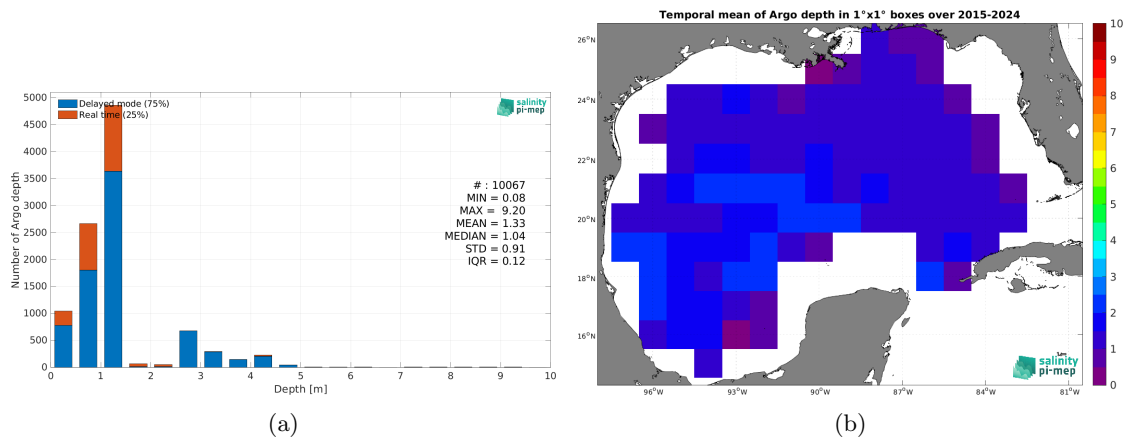 Temporal mean of Argo depth in 1°x1° boxes over 2015-2024
Number of Argo depth
5000
4500
4000
3500
3000
2500
2000
1500
1000
500
0
Delayed mode (75%)
Real time (25%)
salinity
pi-mep
# : 10067
MIN = 0.08
MAX = 9.20
MEAN = 1.33
MEDIAN = 1.04
STD = 0.91
IQR = 0.12
0 1 2 3 4 5 6 7 8 9 10
Depth [m]
(a)
26°N
24°N
22°N
20°N
18°N
16°N
96°W 93°W 90°W 87°W 84°W 81°W
salinity
pi-mep
10
9
8
7
6
5
4
3
2
1
0
(b)